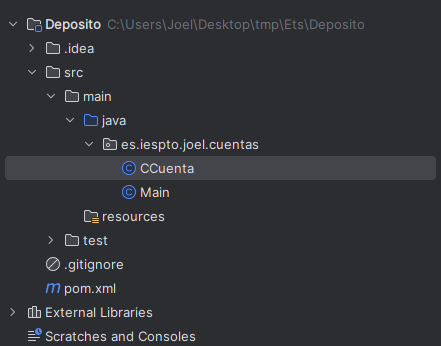 Deposito C:\Users\Joel\Desktop\tmp\Ets\Deposito
.idea
src
main
java
es.iespto.joel.cuentas
CCuenta
Main
resources
test
.gitignore
pom.xml
External Libraries
Scratches and Consoles